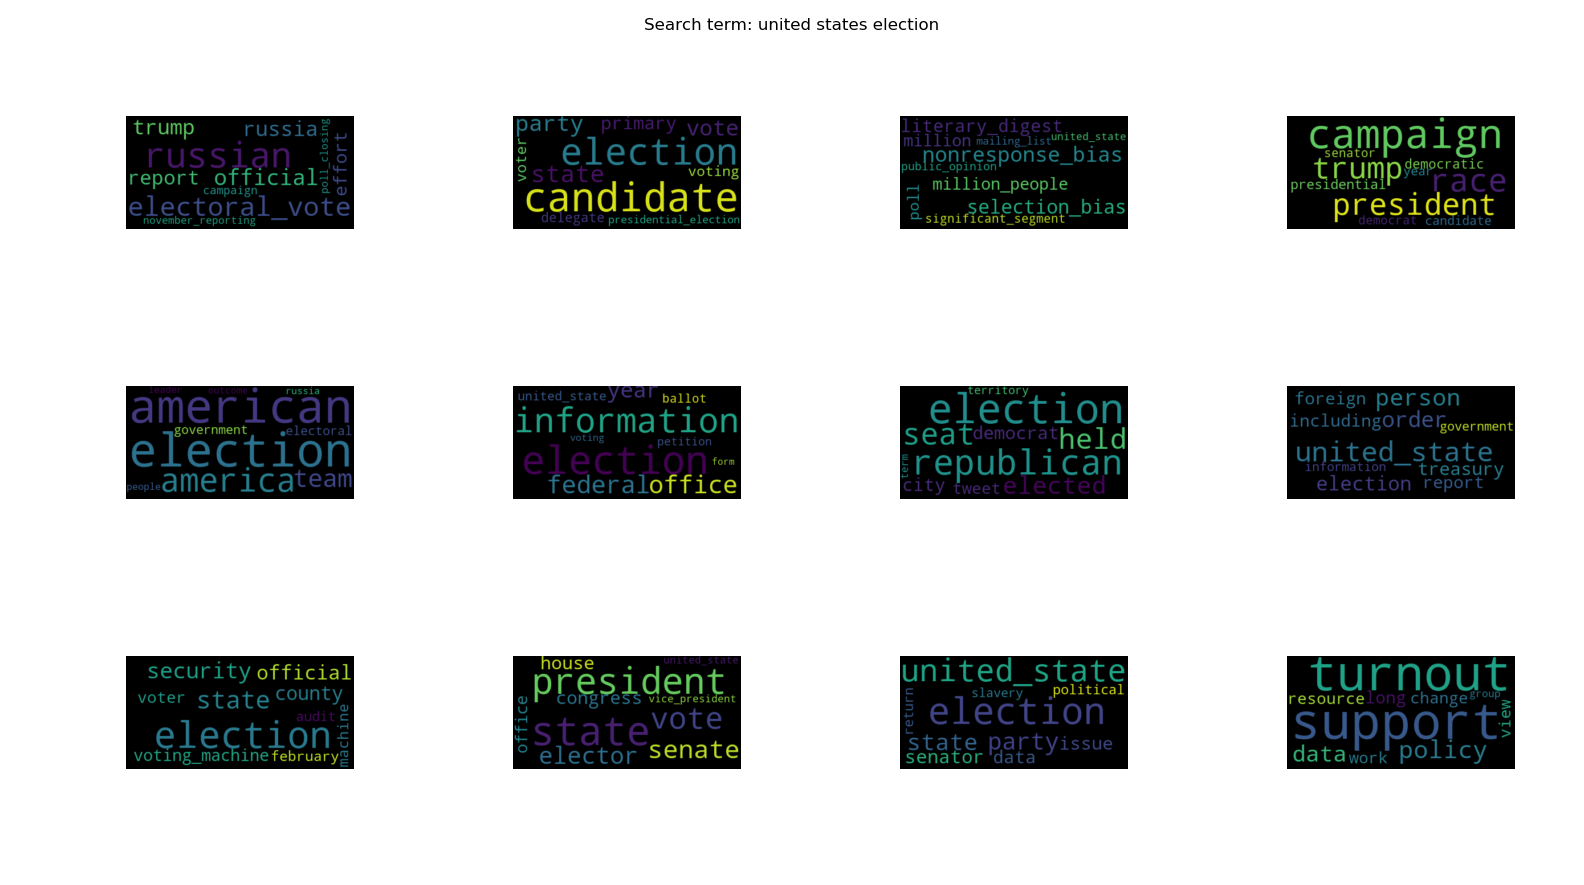 Search term: united states election
trump russia
russian
report official
campaign
electoral_vote
november_reporting
effort
poll_closing
party primary vote
election
voter
state voting
candidate
delegate presidential_election
literary_digest
million mailing_list united_state
nonresponse_bias
public_opinion
million_people
poll
selection_bias
significant_segment
campaign
senator
trump democratic
year race
presidential
president
democrat candidate
leader outcome russia
american
government electoral
election
america team
people
united_state year ballot
information
voting petition
election form
federal office
territory
election
seat democrat held
republican
term
city tweet elected
foreign person
including order government
united_state
information treasury
election report
security official
voter state county
audit
election
machine
voting_machine february
house united_state
president
congress vice_president
office
state vote
elector senate
united_state
slavery political
return
election
state party issue
senator data
turnout
resource long change group
support
view
data work policy